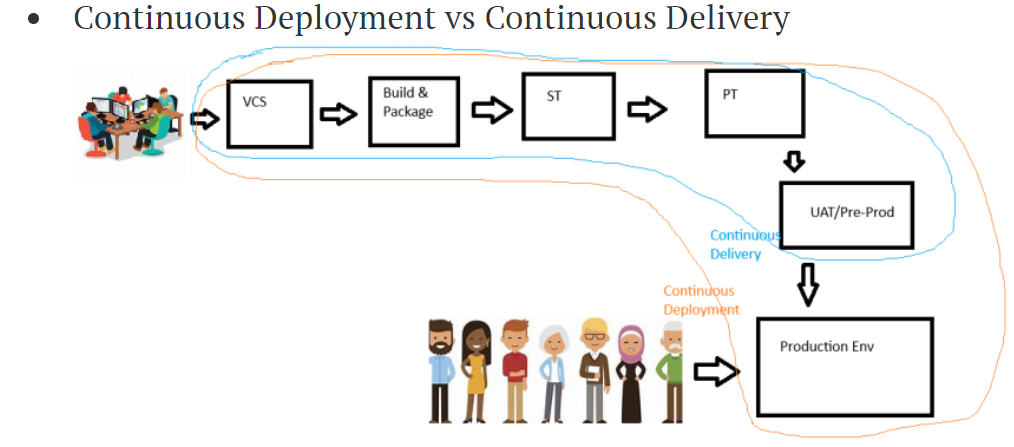 Continuous Deployment vs Continuous Delivery
VCS
Build &
Package
ST
PT
UAT/Pre-Prod
Continuous
Delivery
Continuous
Deployment
Production Env